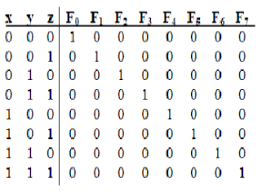 x y z F₀ F₁ F₂ F₃ F₄ F₅ F₆ F₇
0 0 0 1 0 0 0 0 0 0 0
0 0 1 0 1 0 0 0 0 0 0
0 1 0 0 0 1 0 0 0 0 0
0 1 1 0 0 0 1 0 0 0 0
1 0 0 0 0 0 0 1 0 0 0
1 0 1 0 0 0 0 0 1 0 0
1 1 0 0 0 0 0 0 0 1 0
1 1 1 0 0 0 0 0 0 0 1